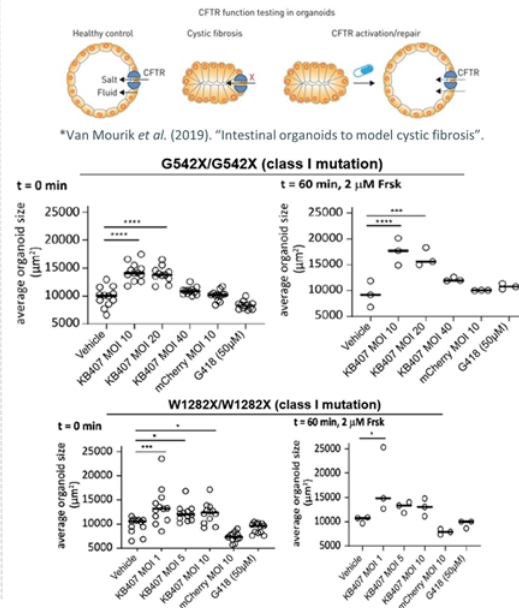 CFTR function testing in organoids
Healthy control Cystic fibrosis CFTR activation/repair
CFTR X CFTR
Salt
Fluid
*Van Mourik et al. (2019). “Intestinal organoids to model cystic fibrosis”.
G542X/G542X (class I mutation)
t = 0 min
average organoid size
(µm²)
25000
20000
15000
10000
5000
****
****
Vehicle
KB407 MOI 10
KB407 MOI 20
KB407 MOI 40
mCherry MOI 10
G418 (50µM)
t = 60 min, 2 µM Frsk
average organoid size
(µm²)
25000
20000
15000
10000
5000
***
****
Vehicle
KB407 MOI 10
KB407 MOI 20
KB407 MOI 40
mCherry MOI 10
G418 (50µM)
W1282X/W1282X (class I mutation)
t = 0 min
average organoid size
(µm²)
25000
20000
15000
10000
5000
*
*
***
Vehicle
KB407 MOI 1
KB407 MOI 5
KB407 MOI 10
mCherry MOI 10
G418 (50µM)
t = 60 min, 2 µM Frsk
average organoid size
(µm²)
25000
20000
15000
10000
5000
*
Vehicle
KB407 MOI 1
KB407 MOI 5
KB407 MOI 10
mCherry MOI 10
G418 (50µM)